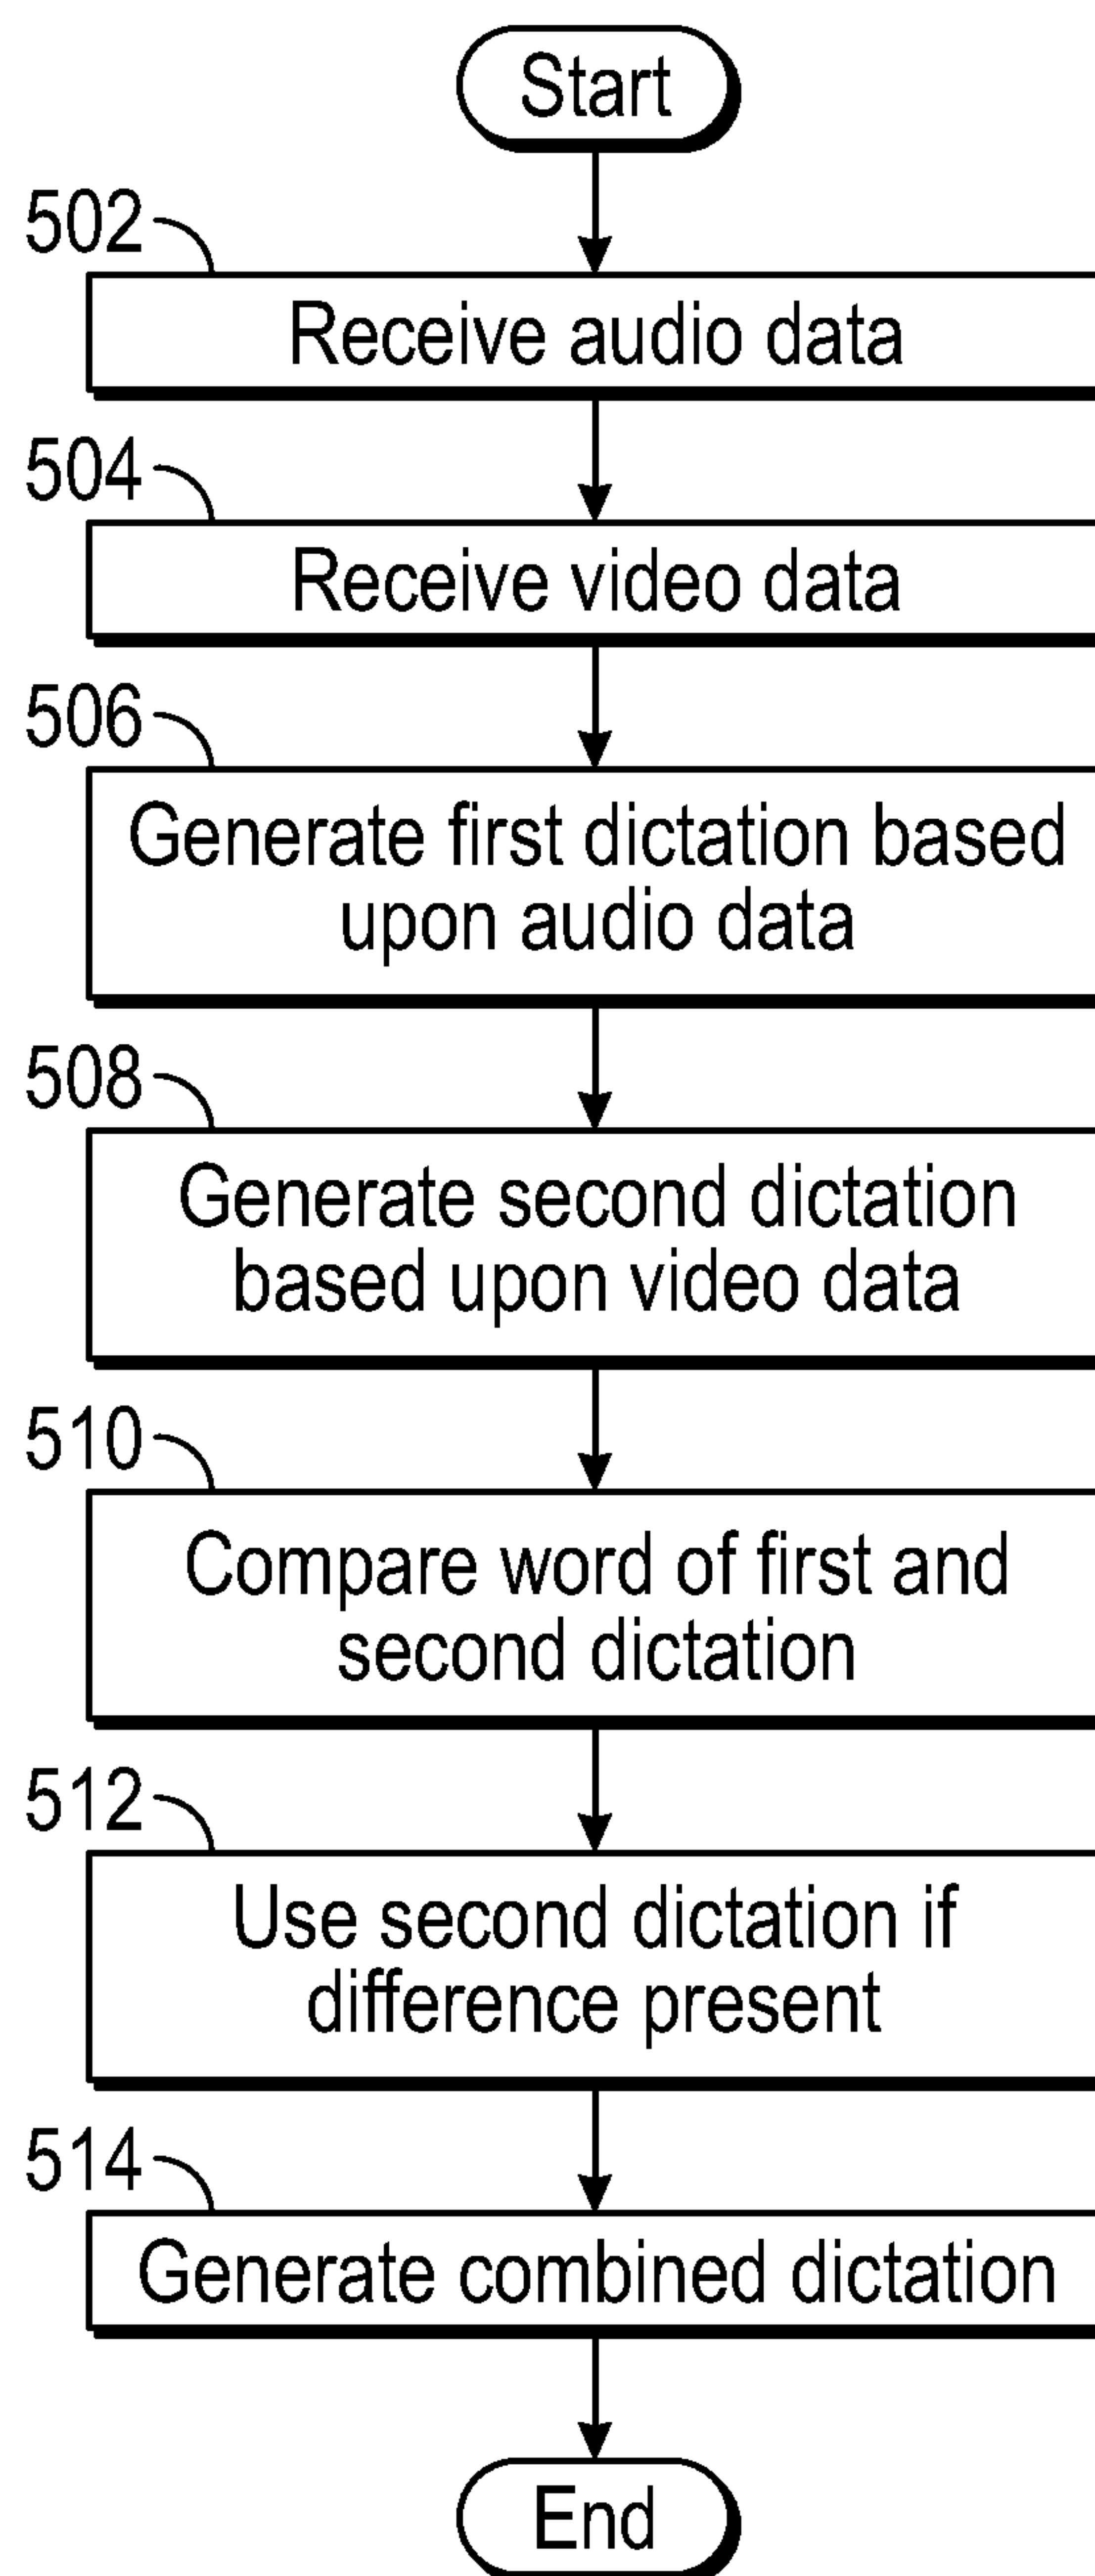 Start
502
Receive audio data
504
Receive video data
506
Generate first dictation based
upon audio data
508
Generate second dictation
based upon video data
510
Compare word of first and
second dictation
512
Use second dictation if
difference present
514
Generate combined dictation
End